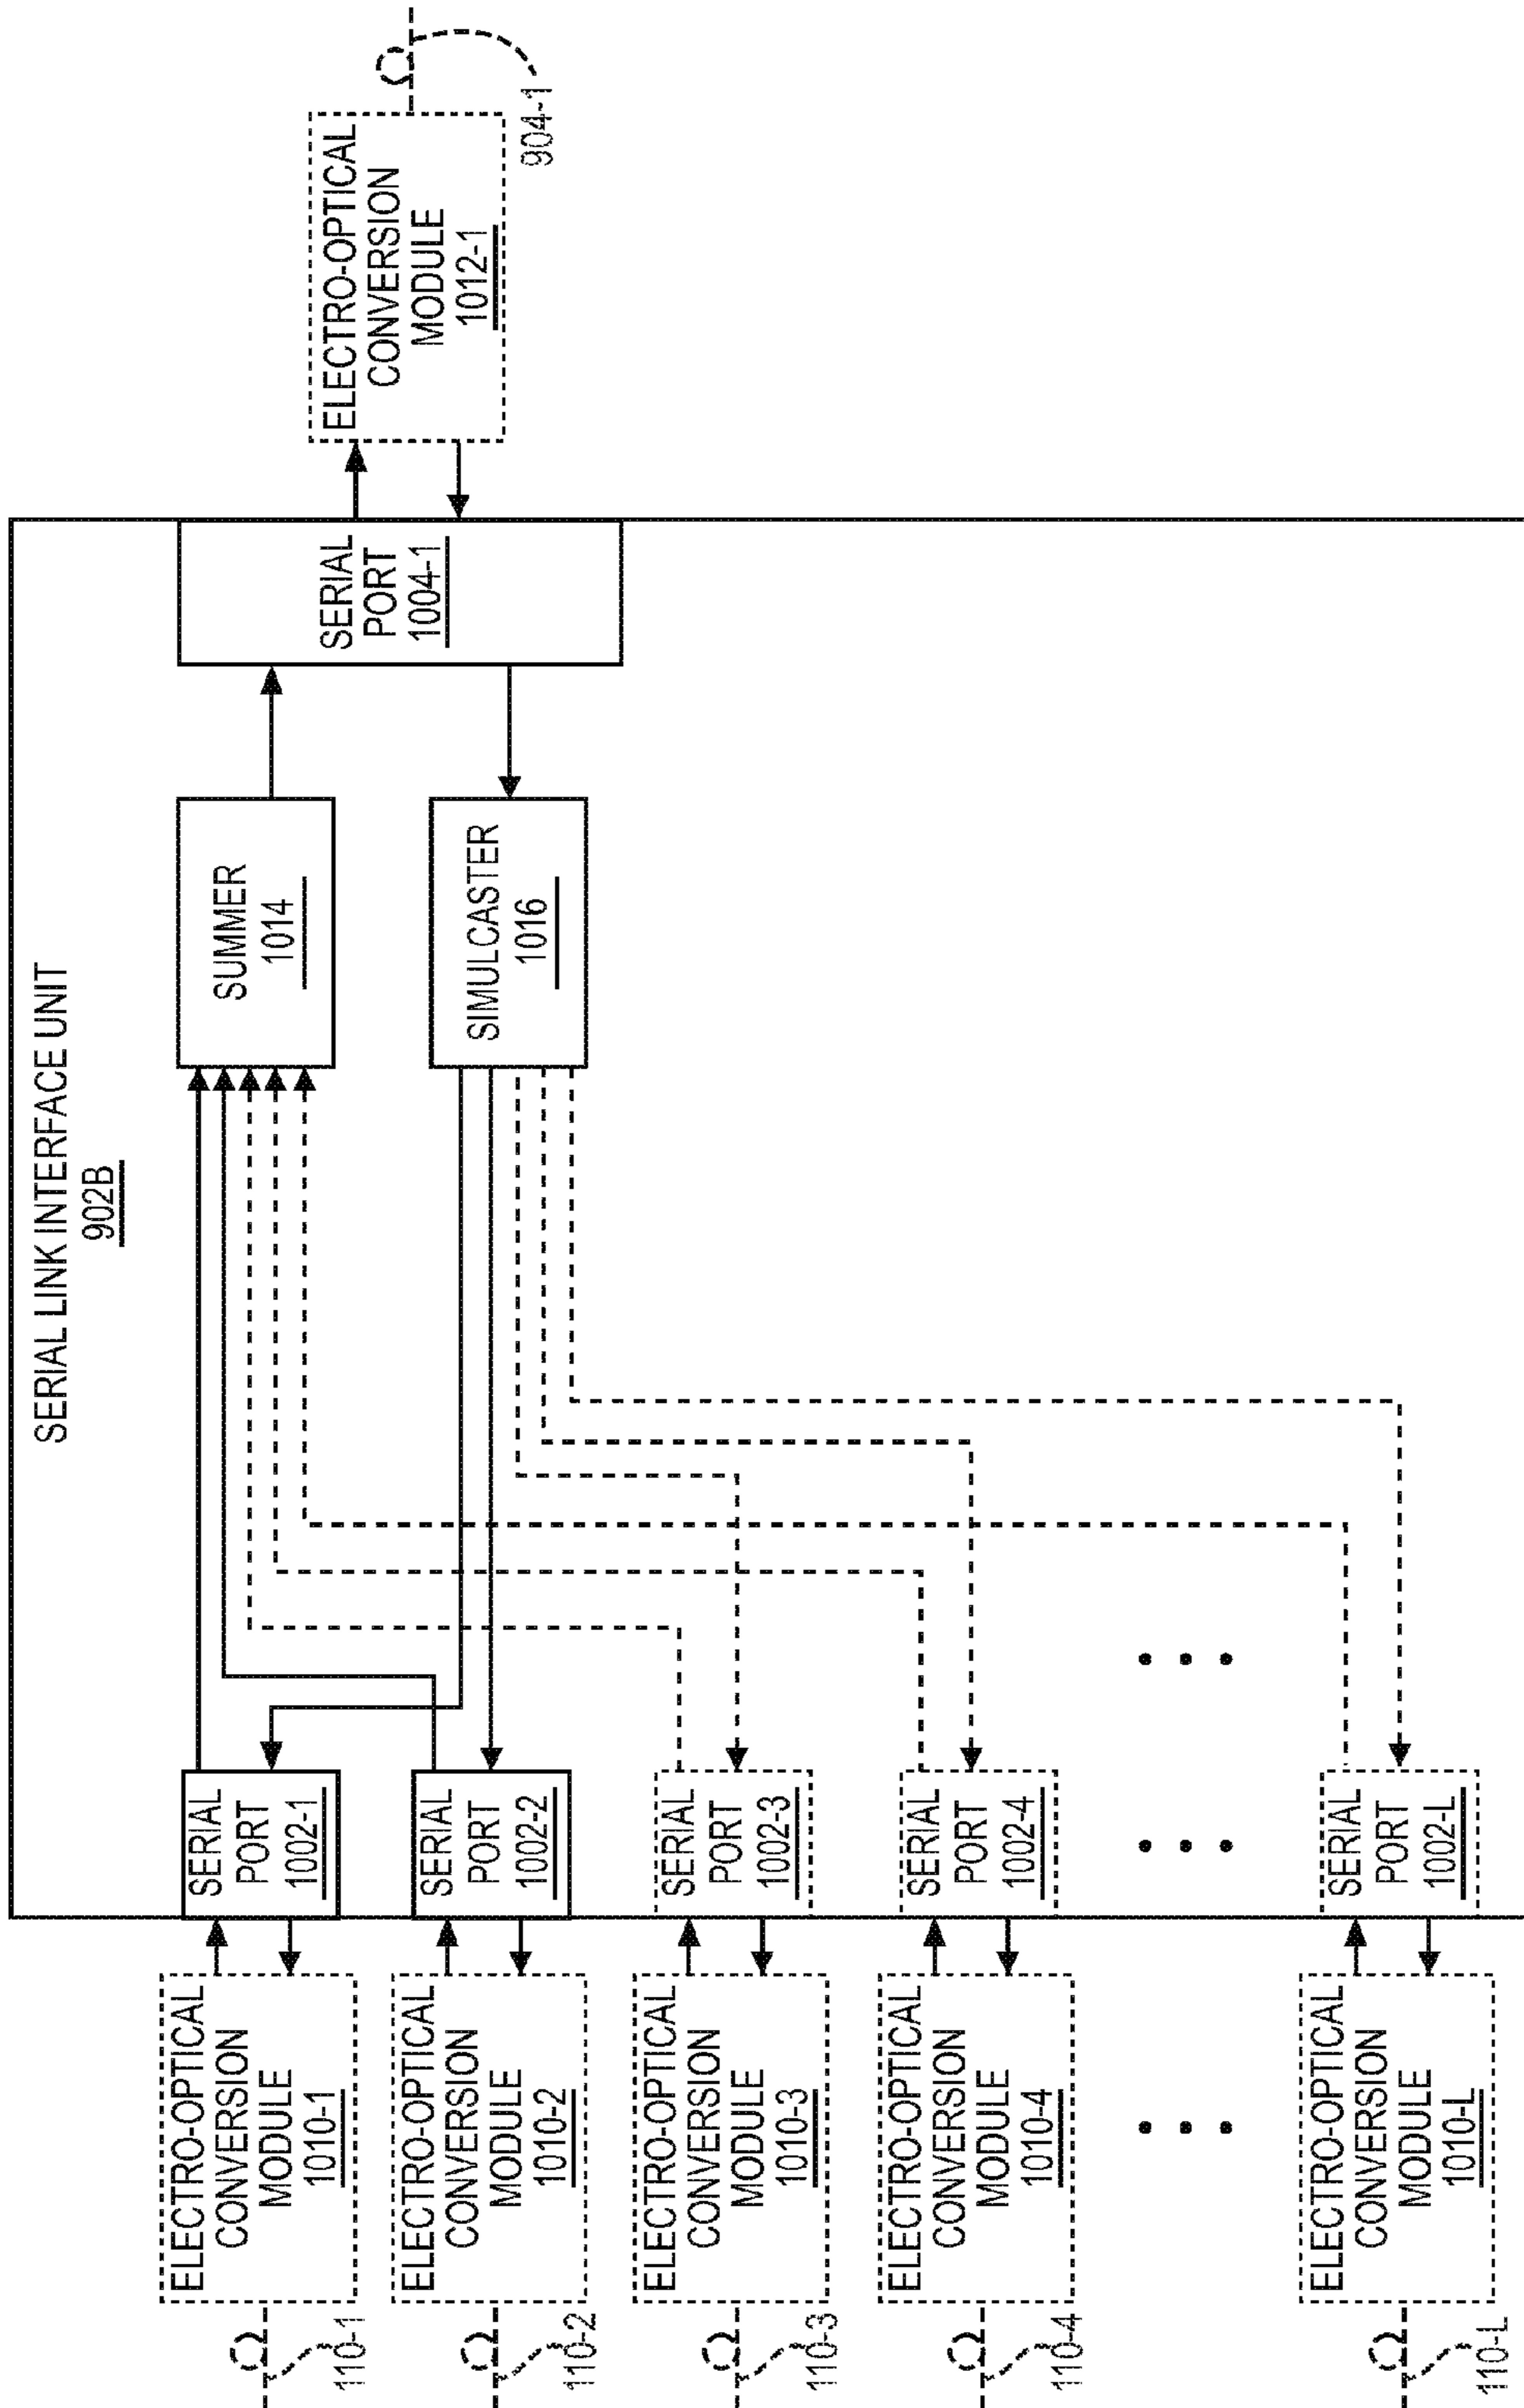 SERIAL LINK INTERFACE UNIT
902B
110-1
ELECTRO-OPTICAL
CONVERSION
MODULE
1010-1
SERIAL
PORT
1002-1
SUMMER
1014
SERIAL
PORT
1004-1
ELECTRO-OPTICAL
CONVERSION
MODULE
1012-1
904-1
110-2
ELECTRO-OPTICAL
CONVERSION
MODULE
1010-2
SERIAL
PORT
1002-2
SIMULCASTER
1016
110-3
ELECTRO-OPTICAL
CONVERSION
MODULE
1010-3
SERIAL
PORT
1002-3
110-4
ELECTRO-OPTICAL
CONVERSION
MODULE
1010-4
SERIAL
PORT
1002-4
110-L
ELECTRO-OPTICAL
CONVERSION
MODULE
1010-L
SERIAL
PORT
1002-L